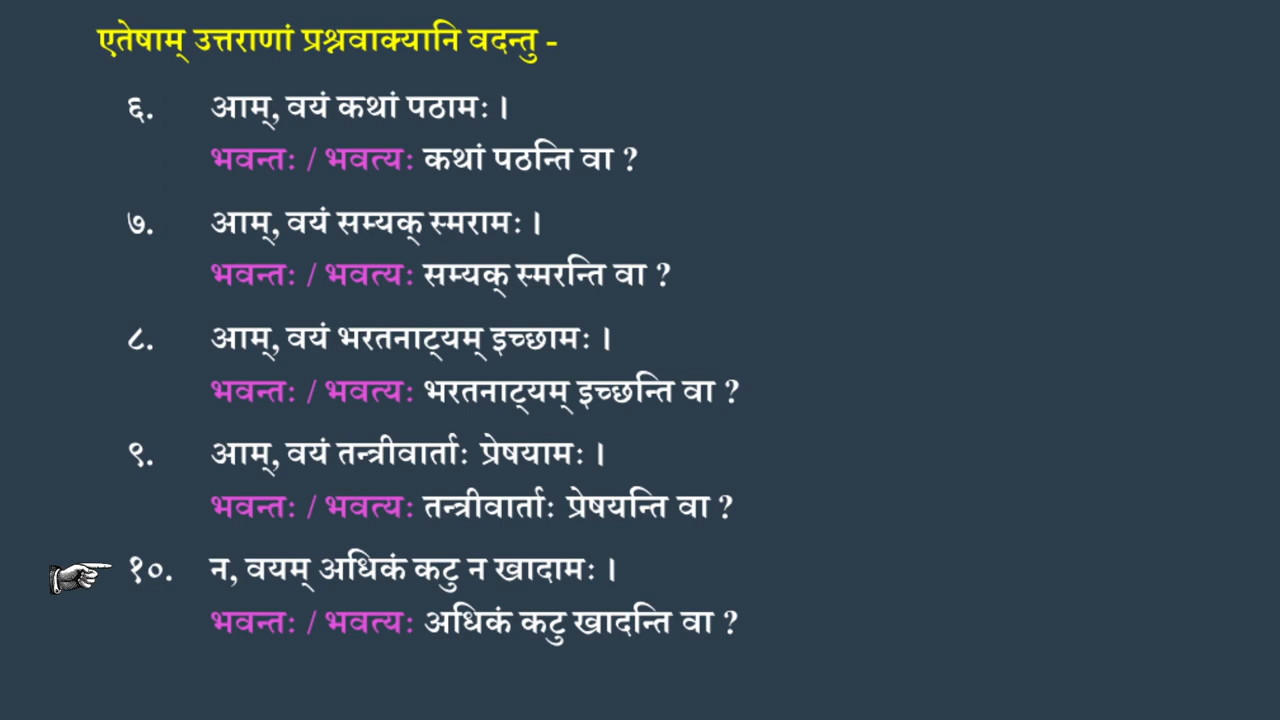 एतेषाम् उत्तराणां प्रश्नवाक्यानि वदन्तु -
६. आम्, वयं कथां पठामः ।
भवन्तः / भवत्यः कथां पठन्ति वा ?
७. आम्, वयं सम्यक् स्मरामः ।
भवन्तः / भवत्यः सम्यक् स्मरन्ति वा ?
८. आम्, वयं भरतनाट्यम् इच्छामः ।
भवन्तः / भवत्यः भरतनाट्यम् इच्छन्ति वा ?
९. आम्, वयं तन्त्रीवार्ताः प्रेषयामः ।
भवन्तः / भवत्यः तन्त्रीवार्ताः प्रेषयन्ति वा ?
१०. न, वयम् अधिकं कटु न खादामः ।
भवन्तः / भवत्यः अधिकं कटु खादन्ति वा ?